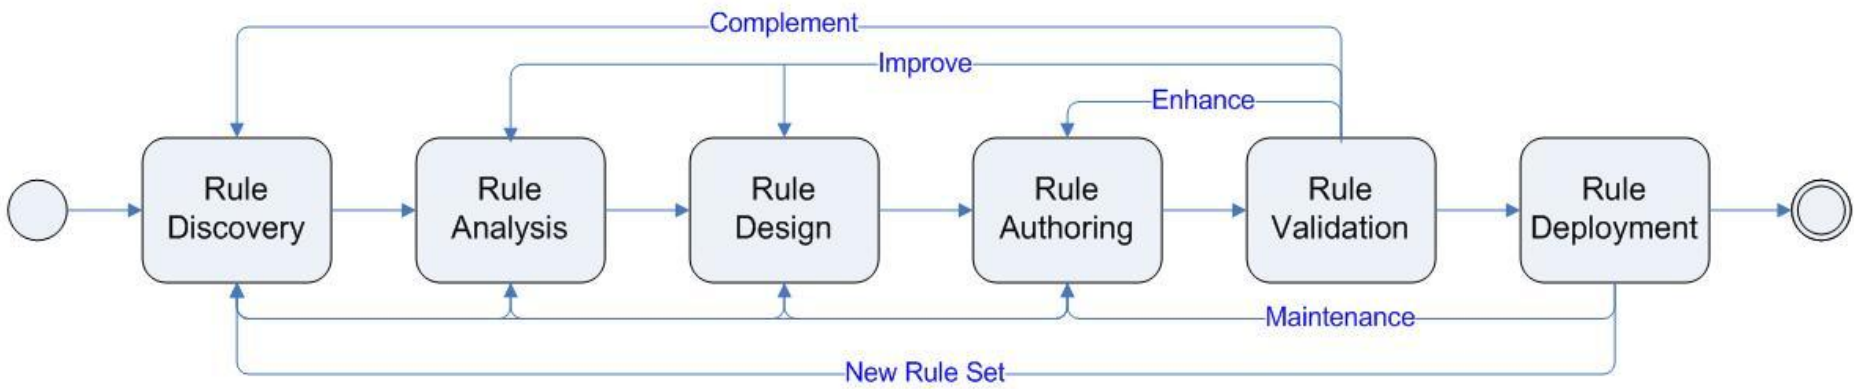 Complement
Improve
Enhance
Rule
Discovery
Rule
Analysis
Rule
Design
Rule
Authoring
Rule
Validation
Rule
Deployment
Maintenance
New Rule Set